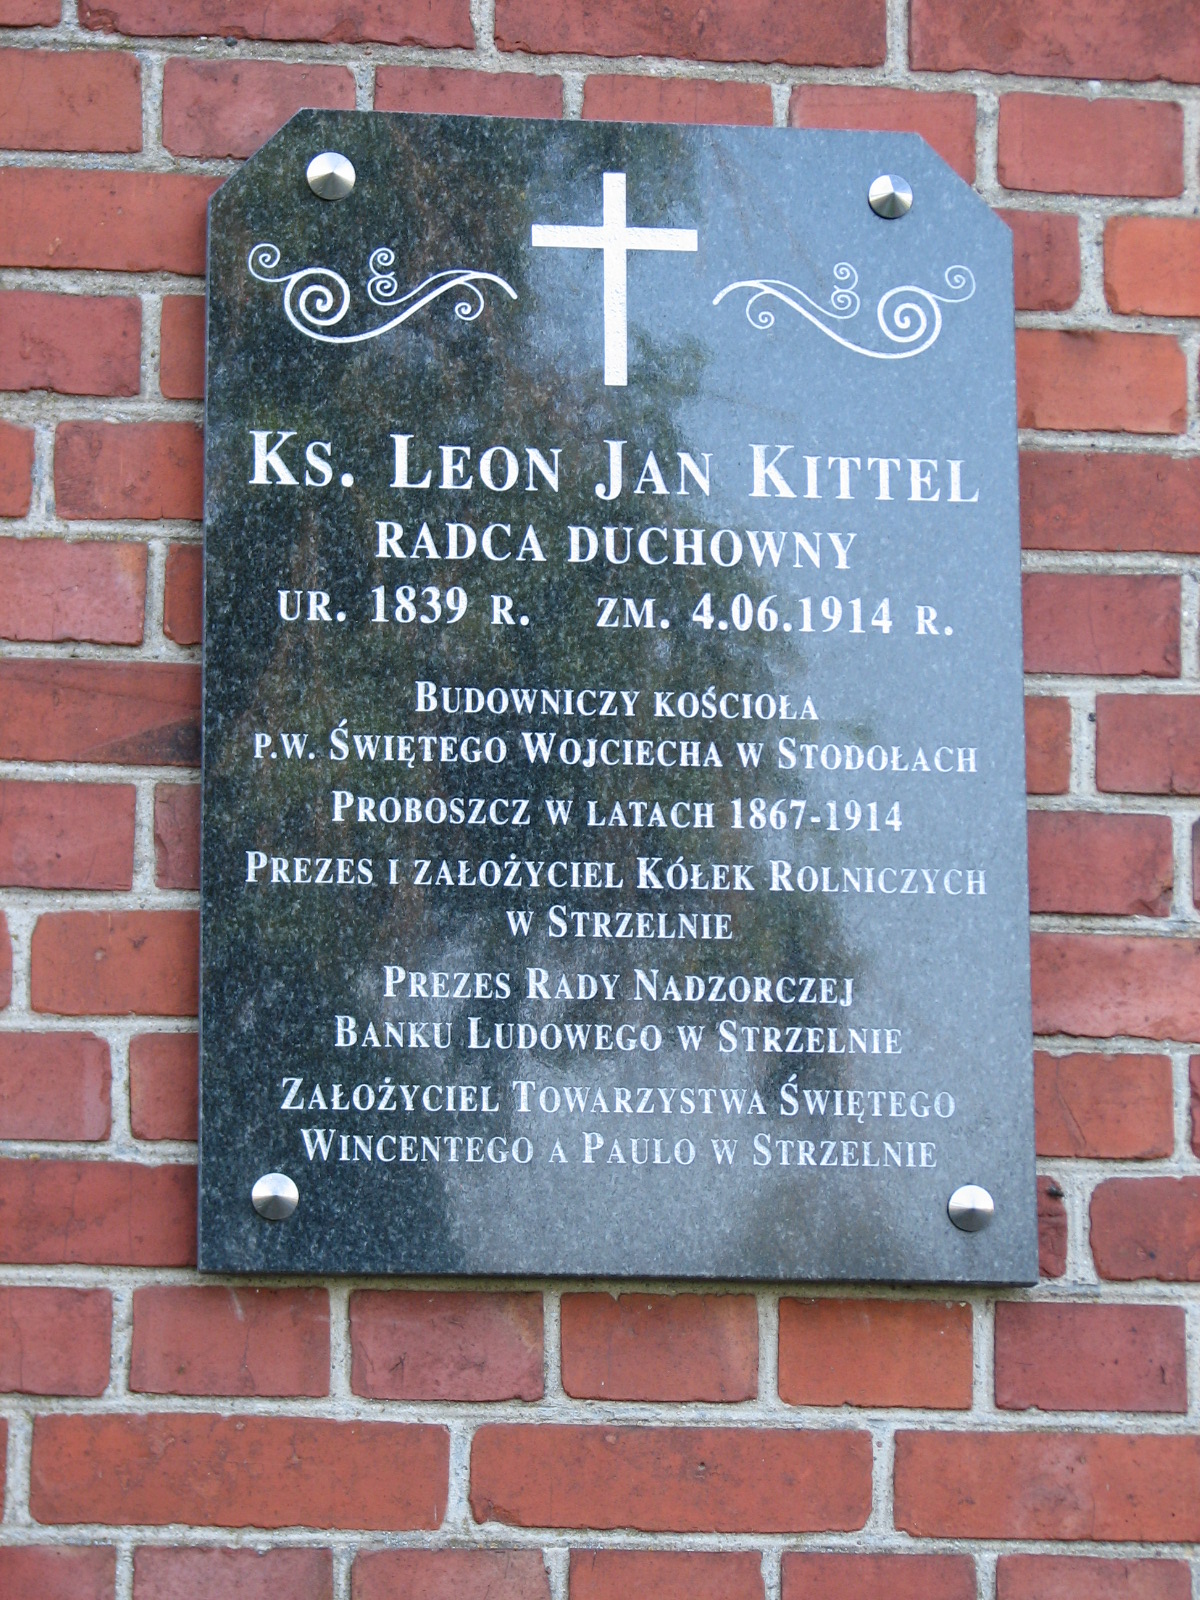 Ks. Leon Jan Kittel
radca duchowny
ur. 1839 r. zm. 4.06.1914 r.
Budowniczy kościoła
p.w. Świętego Wojciecha w Stodołach
Proboszcz w latach 1867-1914
Prezes i założyciel Kółek Rolniczych
w Strzelnie
Prezes Rady Nadzorczej
Banku Ludowego w Strzelnie
Założyciel Towarzystwa Świętego
Wincentego a Paulo w Strzelnie